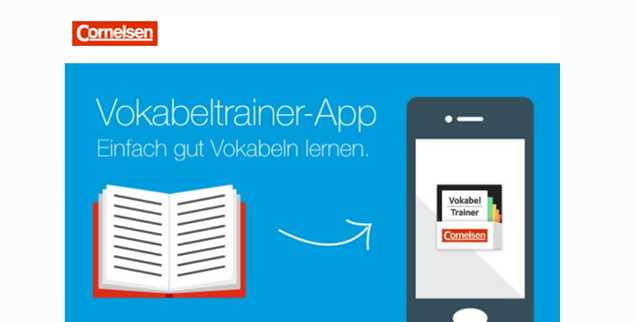 Cornelsen
Vokabeltrainer-App
Einfach gut Vokabeln lernen.
Vokabel
Trainer
Cornelsen